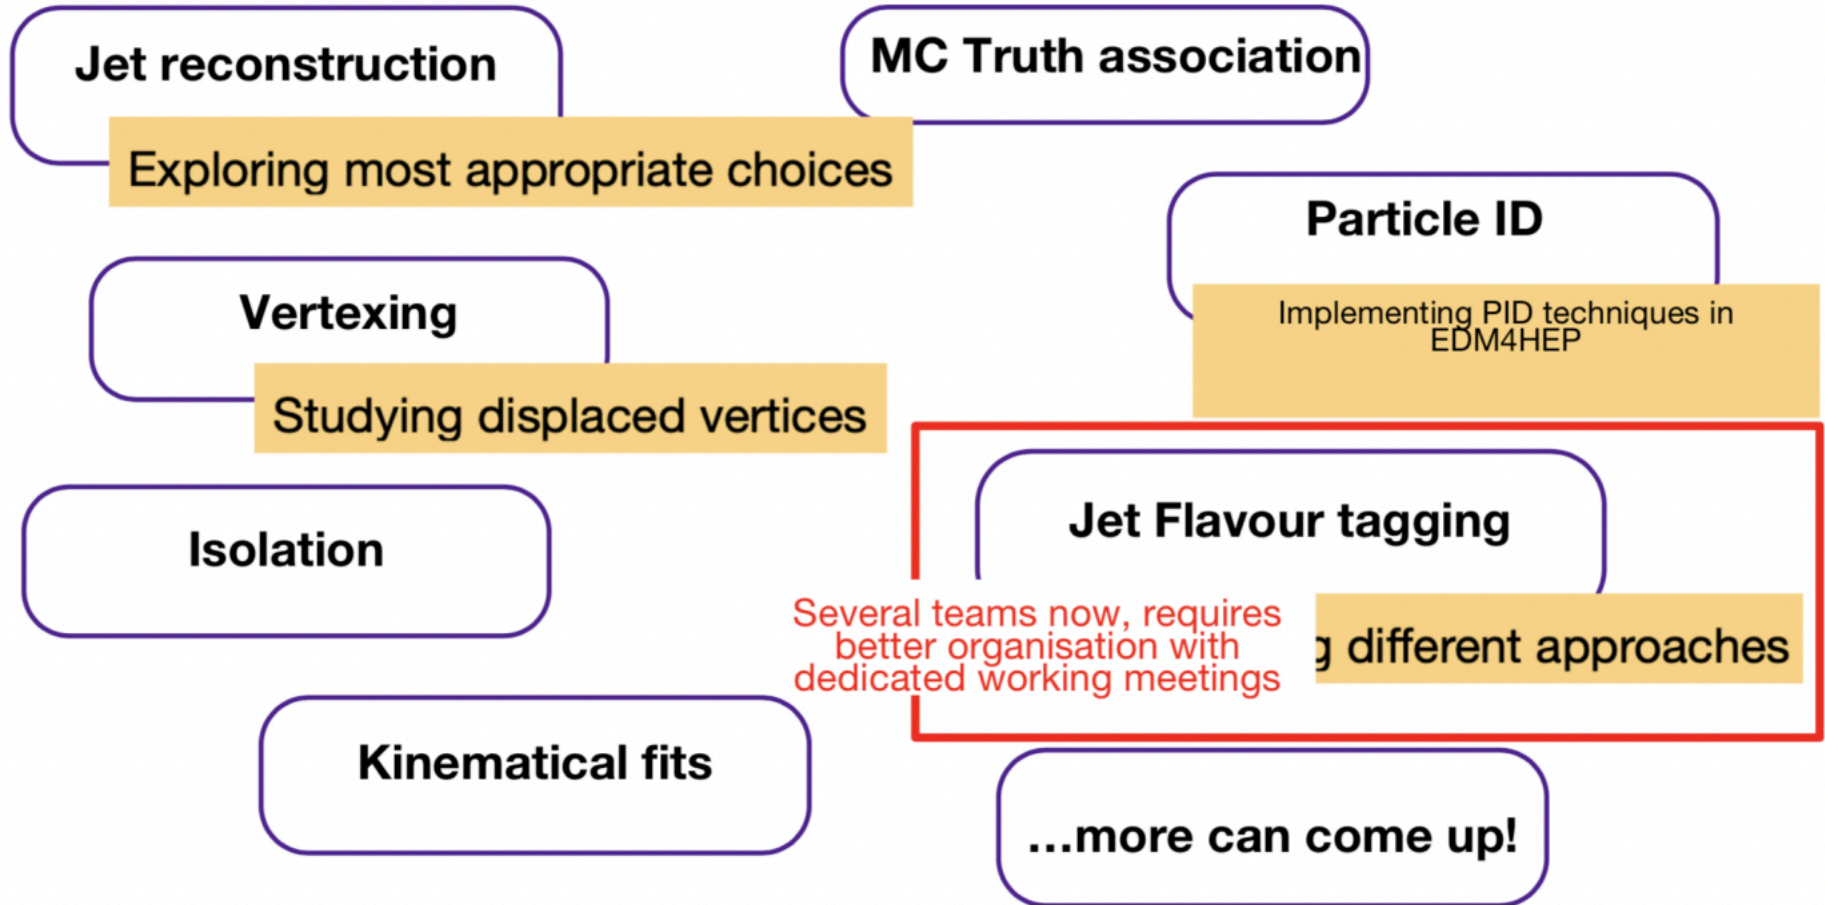 Jet reconstruction
Exploring most appropriate choices
MC Truth association
Particle ID
Implementing PID techniques in
EDM4HEP
Vertexing
Studying displaced vertices
Isolation
Jet Flavour tagging
Several teams now, requires
better organisation with
dedicated working meetings
different approaches
Kinematical fits
...more can come up!